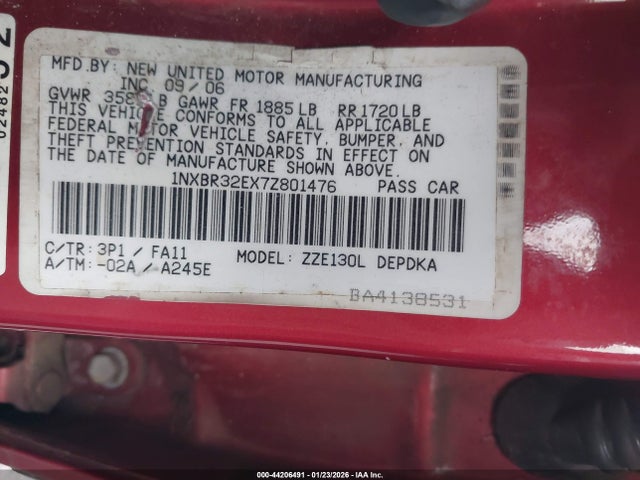 MFD.BY: NEW UNITED MOTOR MANUFACTURING
INC. 09/06
GVWR LB GAWR FR 1885 LB RR 1720 LB
THIS VEHICLE CONFORMS TO ALL APPLICABLE
FEDERAL MOTOR VEHICLE SAFETY, BUMPER, AND
THEFT PREVENTION STANDARDS IN EFFECT ON
THE DATE OF MANUFACTURE SHOWN ABOVE.
1NXBR32EX7Z801476 PASS CAR
C/TR: 3P1 / FA11 MODEL: ZZE130L DEPDKA
A/TM: -02A / A245E
BA4138531
000-44206491 - 01/23/2026 - IAA Inc.